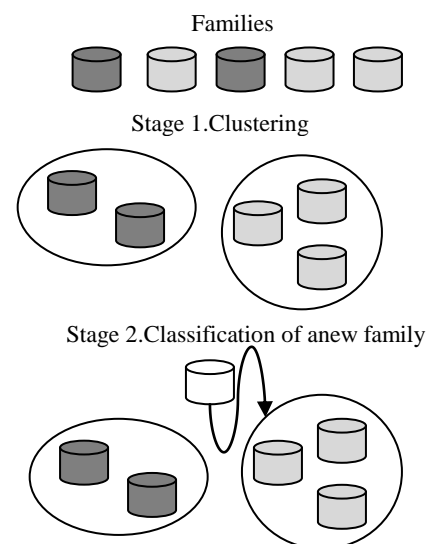 Families
Stage 1.Clustering
Stage 2.Classification of anew family